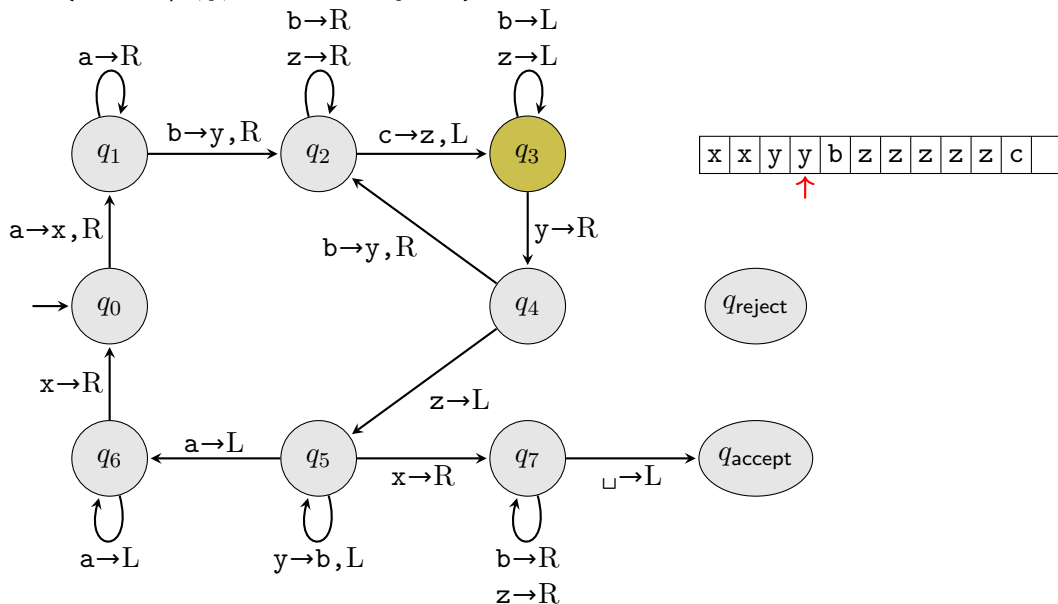 b→R
b→L
a→R
z→R
z→L
q1
b→y,R
q2
c→z,L
q3
x x y y b z z z z z c
a→x,R
b→y,R
y→R
q0
q4
qreject
x→R
z→L
q6
a→L
q5
x→R
q7
␣→L
qaccept
a→L
y→b,L
b→R
z→R